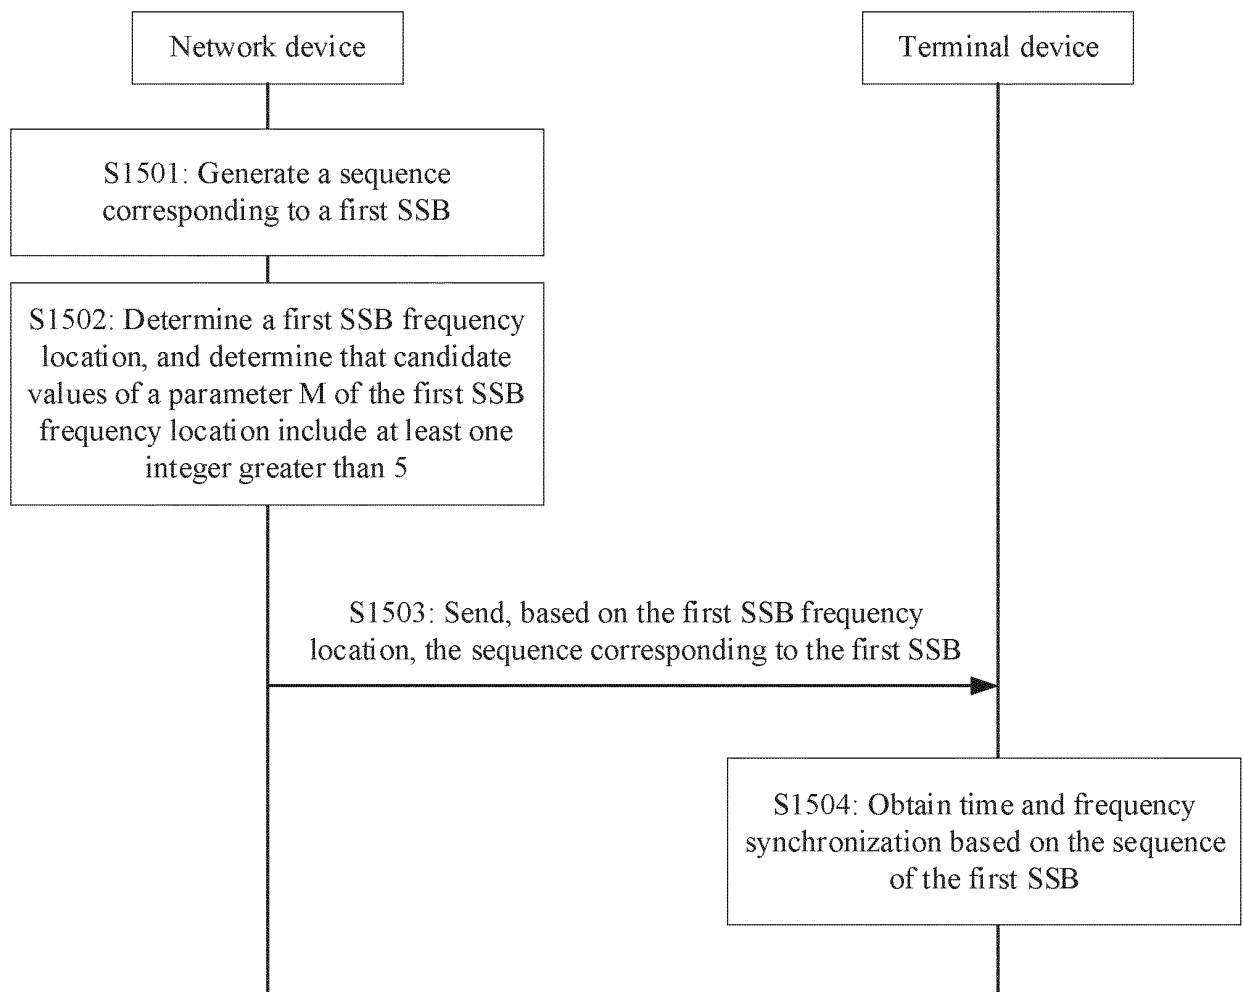 Network device
Terminal device
S1501: Generate a sequence
corresponding to a first SSB
S1502: Determine a first SSB frequency
location, and determine that candidate
values of a parameter M of the first SSB
frequency location include at least one
integer greater than 5
S1503: Send, based on the first SSB frequency
location, the sequence corresponding to the first SSB
S1504: Obtain time and frequency
synchronization based on the sequence
of the first SSB